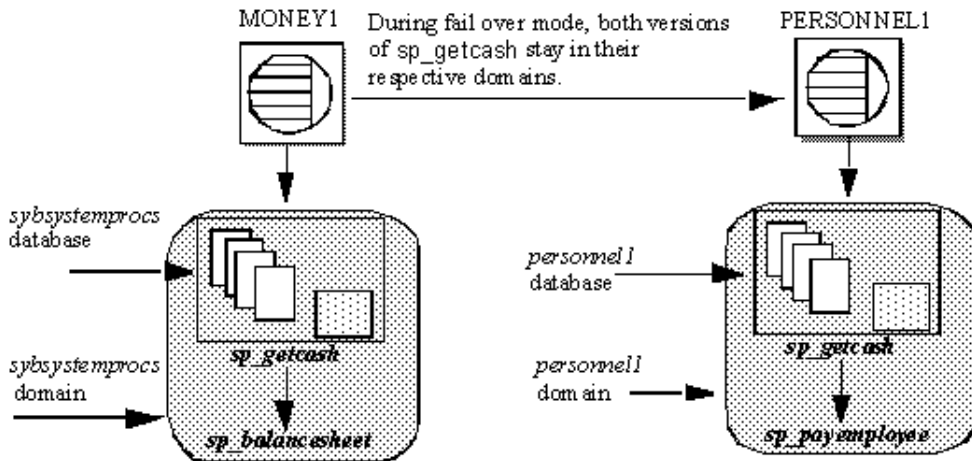 MONEY1
During fail over mode, both versions
of sp_getcash stay in their
respective domains.
PERSONNEL1
sybsystemprocs
database
personnel1
database
sp_getcash
sp_getcash
sybsystemprocs
domain
personnel1
domain
sp_balancesheet
sp_payemployee